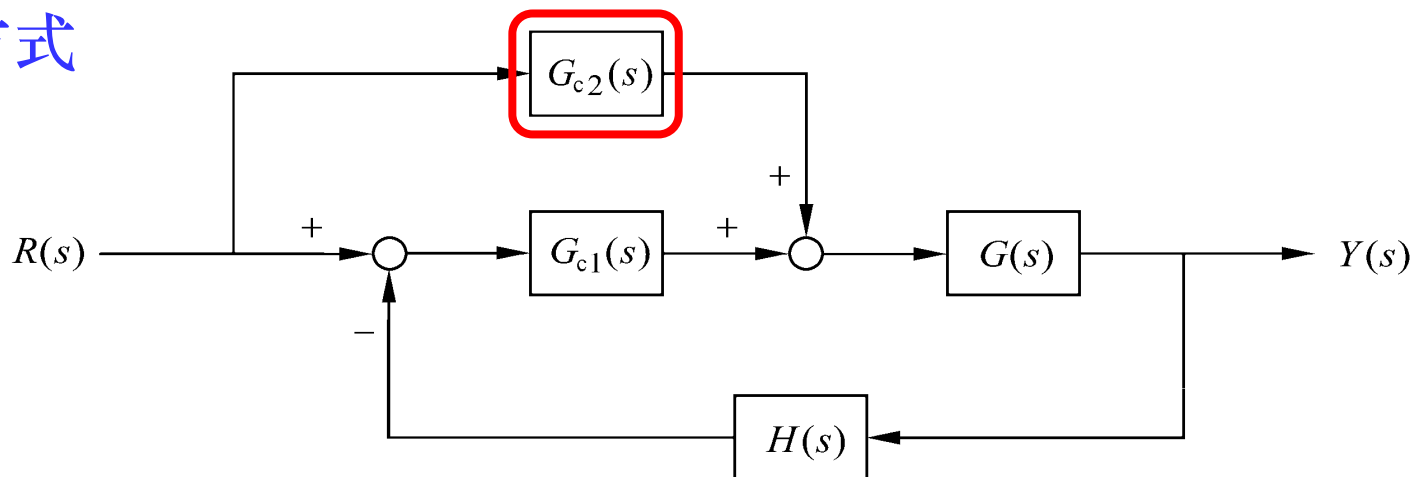 式
G_c2(s)
+
R(s) + G_c1(s) + G(s) Y(s)
−
H(s)